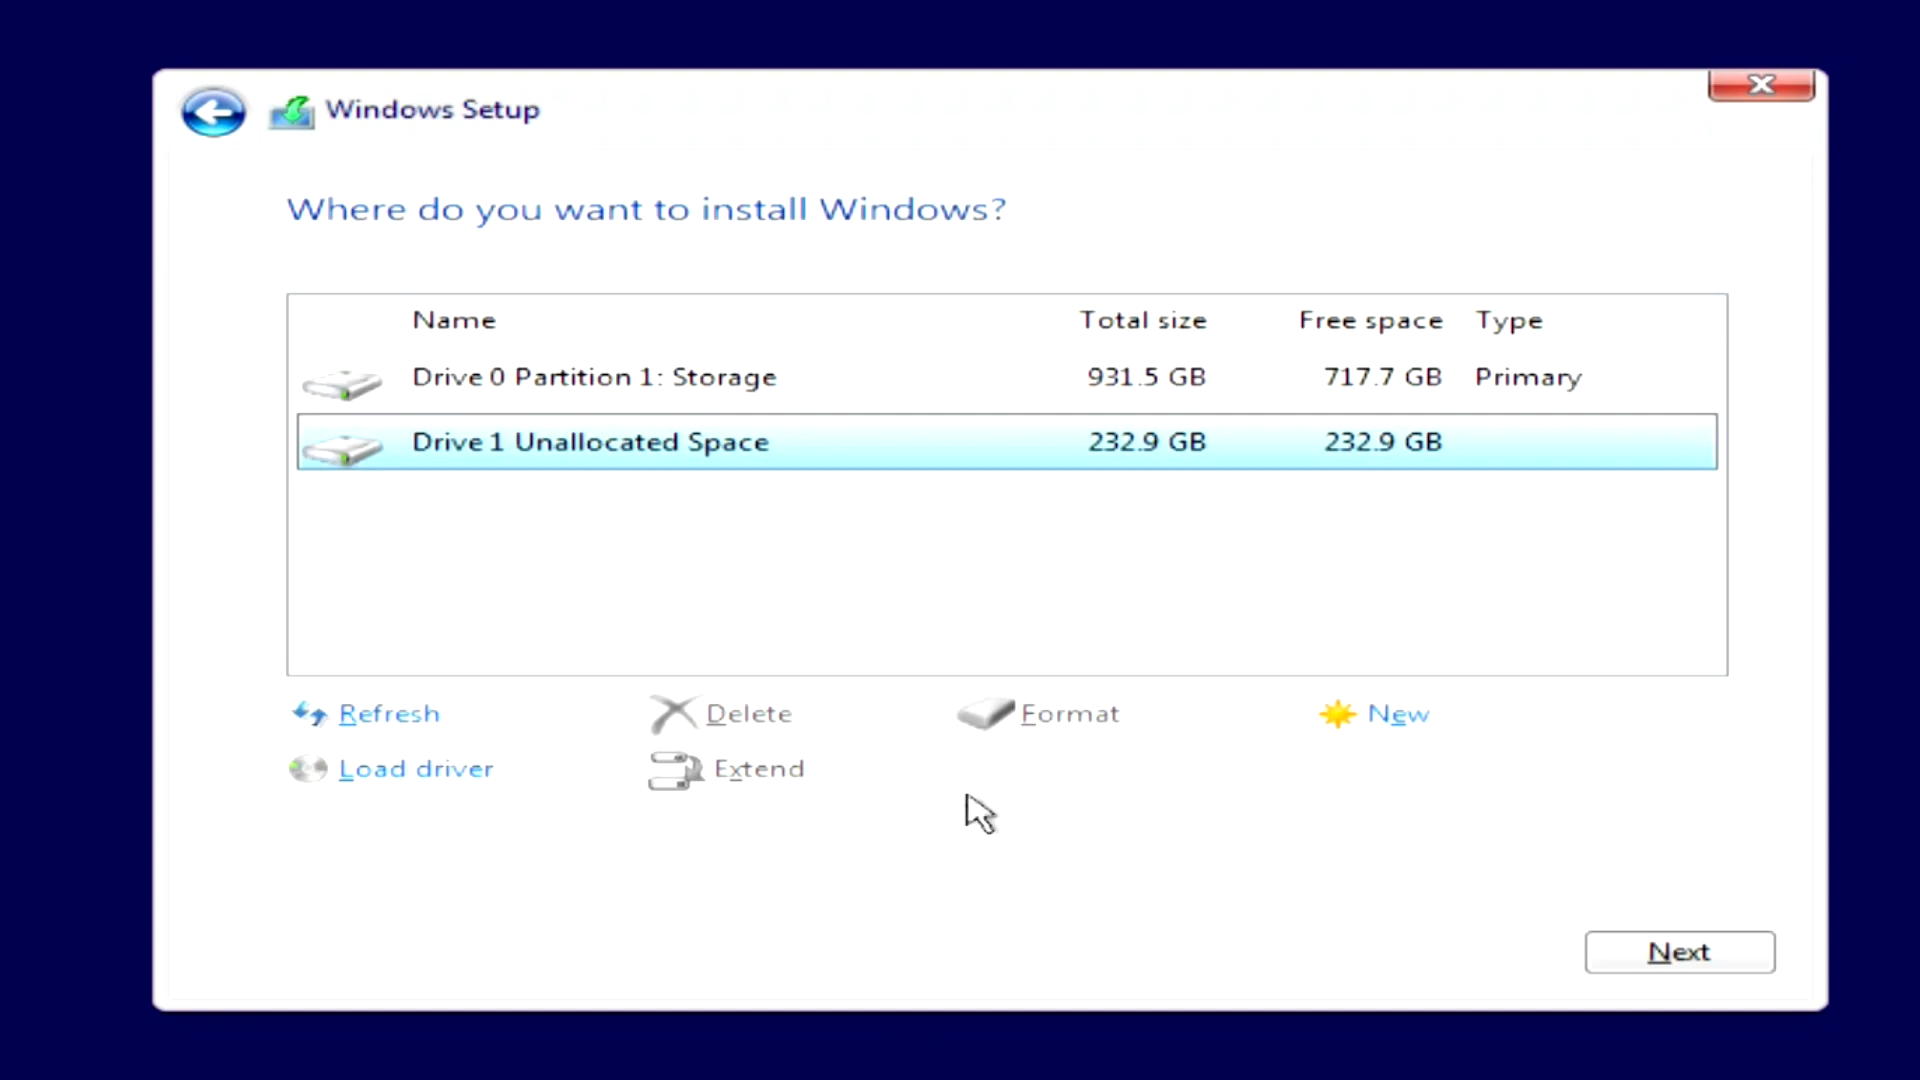 Windows Setup
Where do you want to install Windows?
Name Total size Free space Type
Drive 0 Partition 1: Storage 931.5 GB 717.7 GB Primary
Drive 1 Unallocated Space 232.9 GB 232.9 GB
Refresh Delete Format New
Load driver Extend
Next